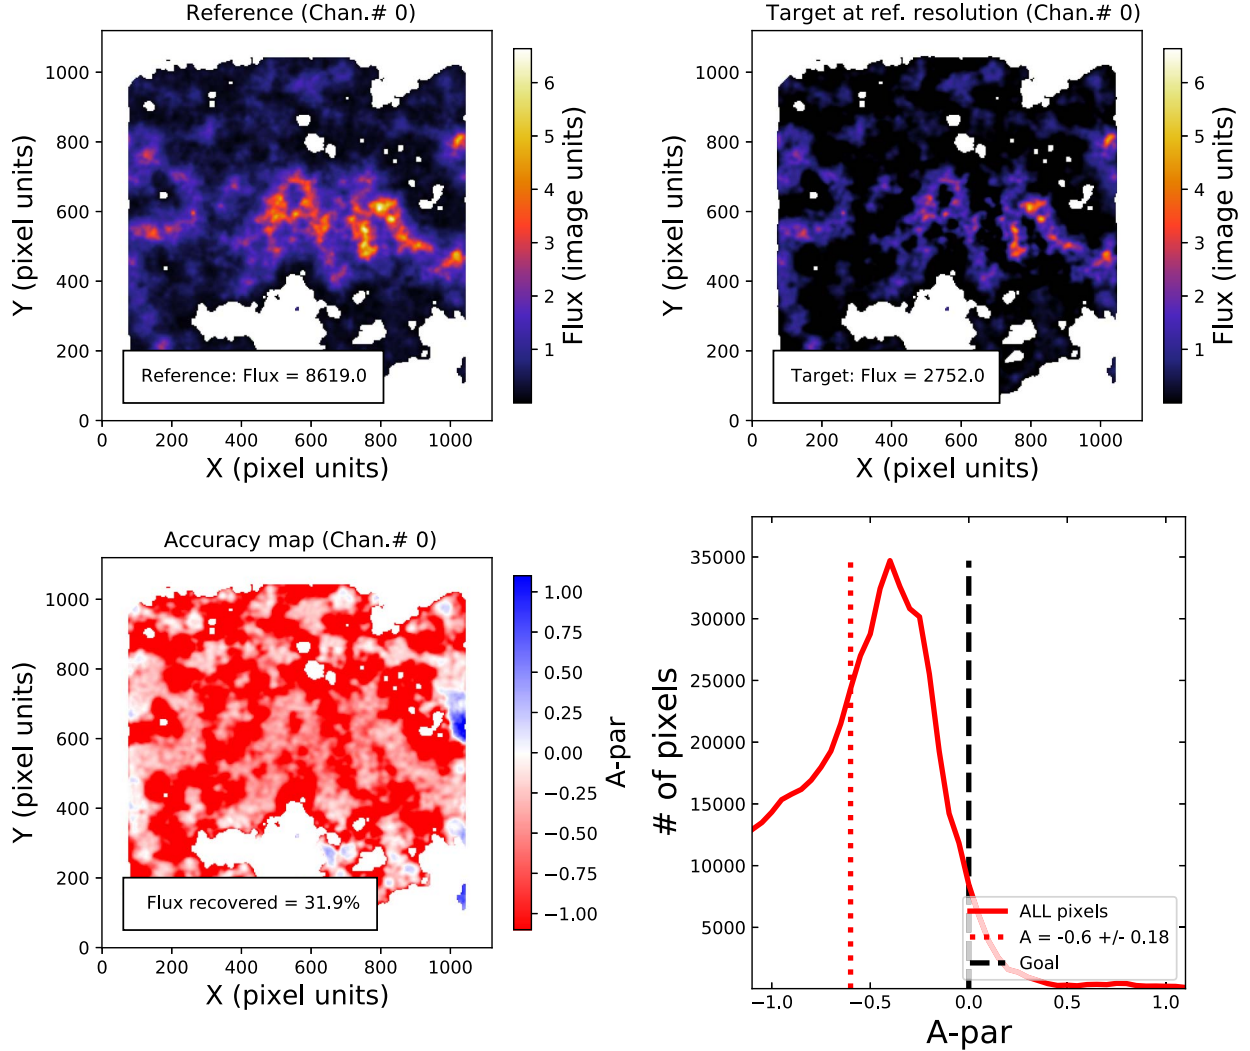 Reference (Chan.# 0)
Y (pixel units)
1000
800
600
400
200
0
0 200 400 600 800 1000
X (pixel units)
Reference: Flux = 8619.0
6
5
4
3
2
1
Flux (image units)
Target at ref. resolution (Chan.# 0)
Y (pixel units)
1000
800
600
400
200
0
0 200 400 600 800 1000
X (pixel units)
Target: Flux = 2752.0
6
5
4
3
2
1
Flux (image units)
Accuracy map (Chan.# 0)
Y (pixel units)
1000
800
600
400
200
0
0 200 400 600 800 1000
X (pixel units)
Flux recovered = 31.9%
1.00
0.75
0.50
0.25
0.00
−0.25
−0.50
−0.75
−1.00
A-par
# of pixels
35000
30000
25000
20000
15000
10000
5000
−1.0 −0.5 0.0 0.5 1.0
A-par
ALL pixels
A = -0.6 +/- 0.18
Goal